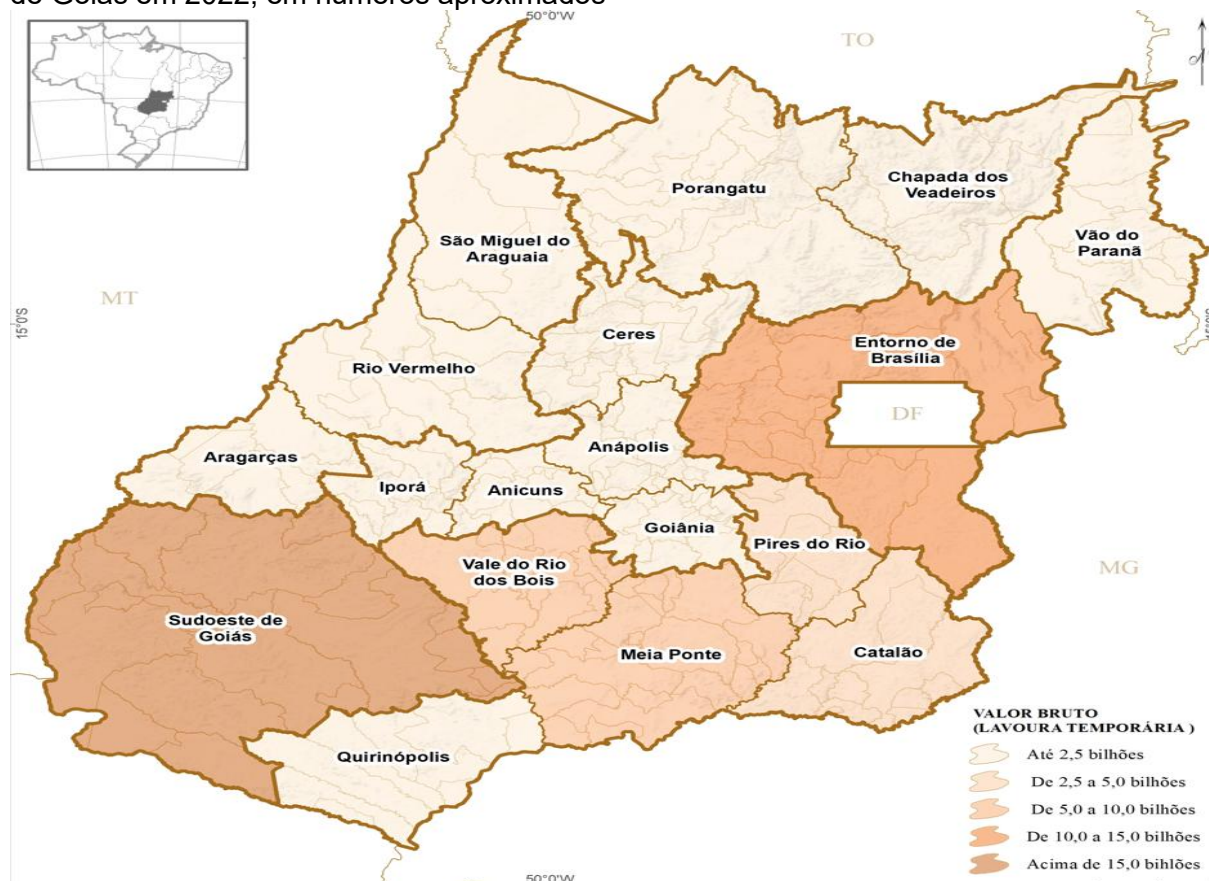 de Goiás em 2022, em números aproximados
50°0'W
TO
Porangatu
Chapada dos
Veadeiros
São Miguel do
Araguaia
Vão do
Paranã
MT
15°0'S
15°0'S
Ceres
Entorno de
Brasília
Rio Vermelho
DF
Anápolis
Aragarças
Iporá
Anicuns
Goiânia
Pires do Rio
Vale do Rio
dos Bois
MG
Sudoeste de
Goiás
Meia Ponte
Catalão
Quirinópolis
VALOR BRUTO
(LAVOURA TEMPORÁRIA )
Até 2,5 bilhões
De 2,5 a 5,0 bilhões
De 5,0 a 10,0 bilhões
De 10,0 a 15,0 bilhões
Acima de 15,0 bihlões
50°0'W